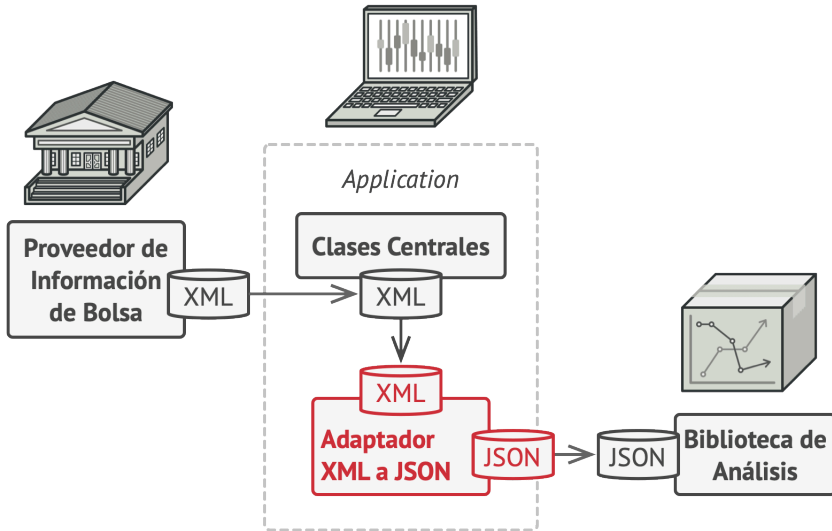 Application
Proveedor de
Información
de Bolsa
XML
Clases Centrales
XML
XML
Adaptador
XML a JSON
JSON
JSON
Biblioteca de
Análisis